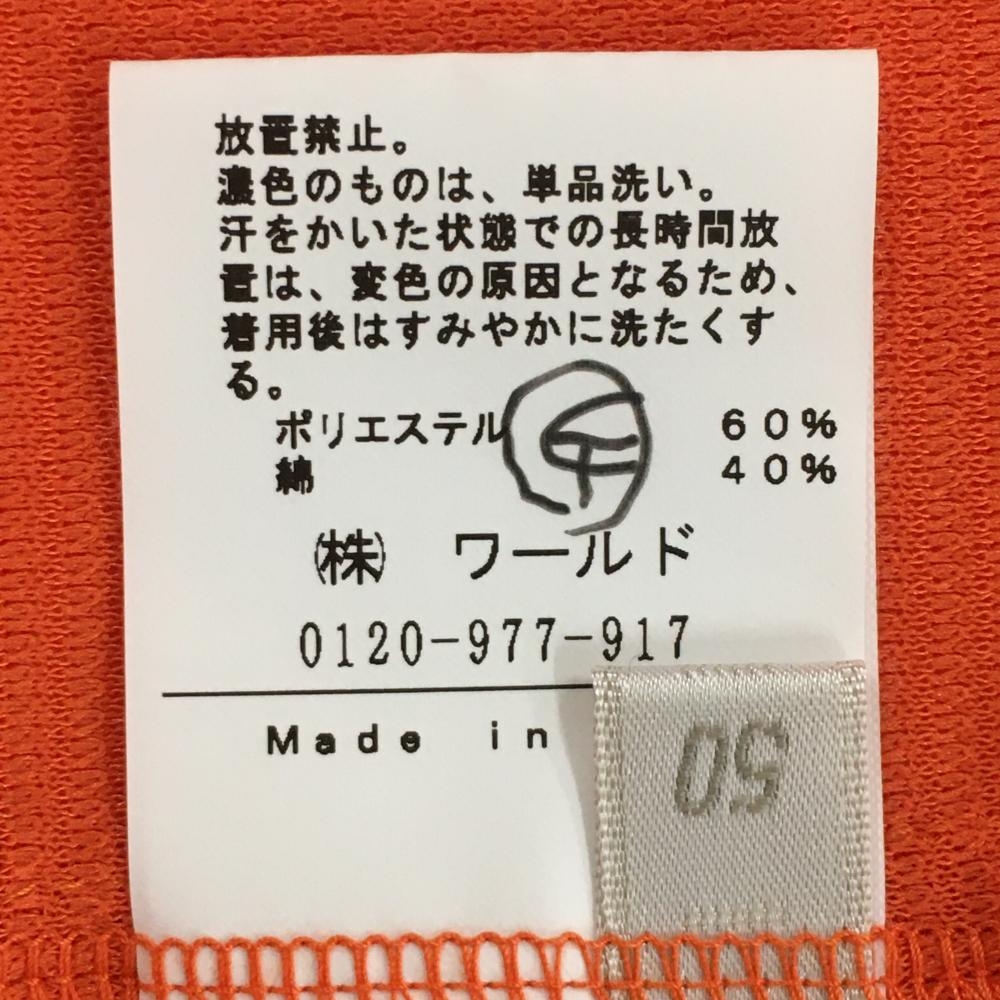 放置禁止。
濃色のものは、単品洗い。
汗をかいた状態での長時間放
置は、変色の原因となるため、
着用後はすみやかに洗たくす
る。
ポリエステル 60%
綿 40%
㈱ ワールド
0120-977-917
Made in
50